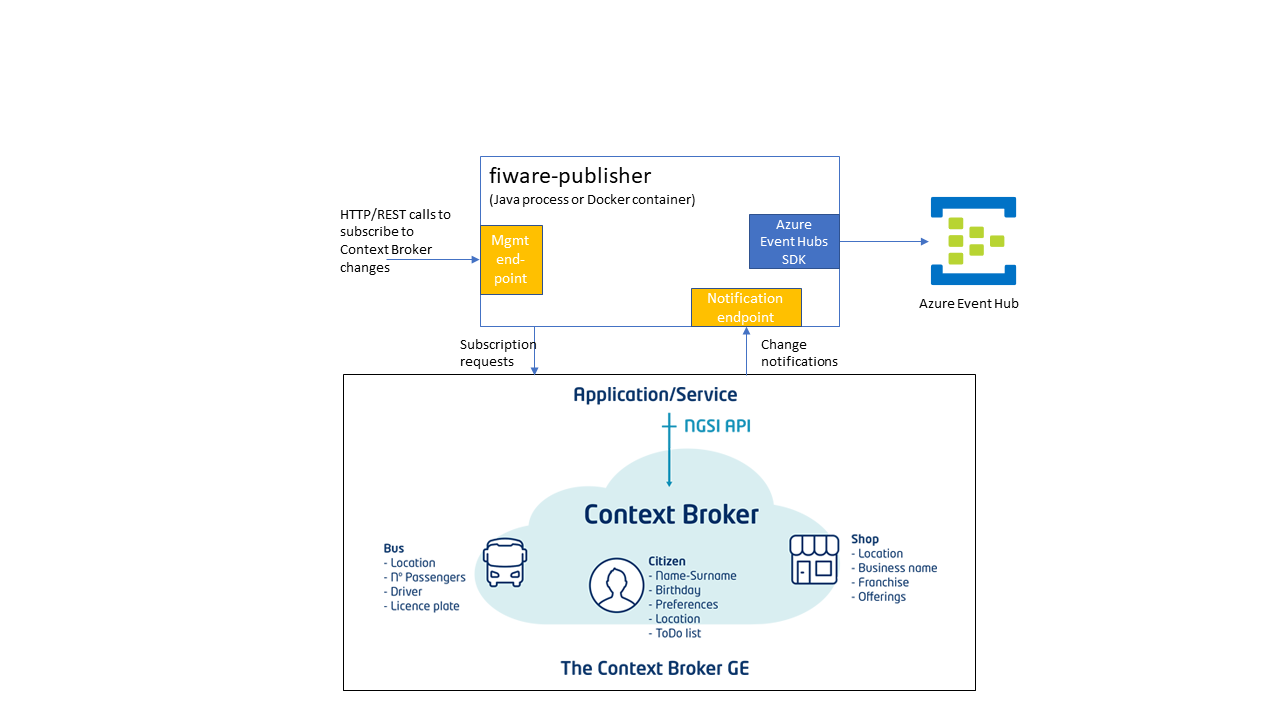 fiware-publisher
(Java process or Docker container)
HTTP/REST calls to
subscribe to
Context Broker
changes
Mgmt
end-
point
Azure
Event Hubs
SDK
Notification
endpoint
Azure Event Hub
Subscription
requests
Change
notifications
Application/Service
NGSI API
Context Broker
Bus
- Location
- Nº Passengers
- Driver
- Licence plate
Citizen
- Name-Surname
- Birthday
- Preferences
- Location
- ToDo list
Shop
- Location
- Business name
- Franchise
- Offerings
The Context Broker GE